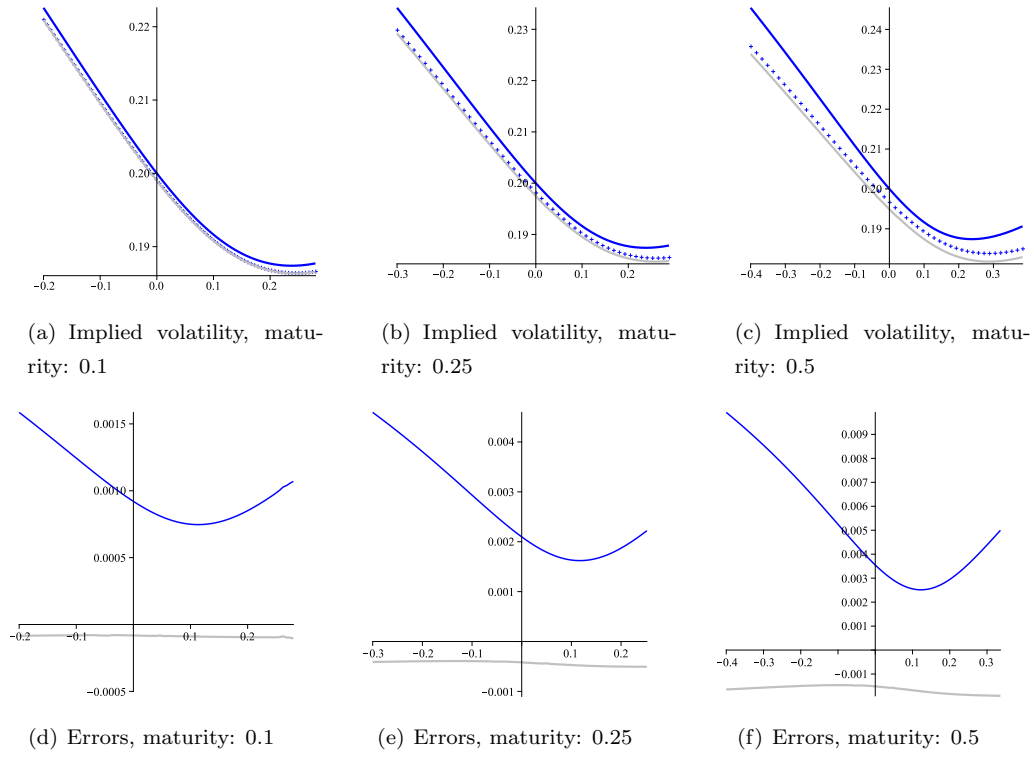 0.22
0.21
0.20
0.19
−0.2 −0.1 0.0 0.1 0.2
(a) Implied volatility, matu-
rity: 0.1
0.23
0.22
0.21
0.20
0.19
−0.3 −0.2 −0.1 0.0 0.1 0.2
(b) Implied volatility, matu-
rity: 0.25
0.24
0.23
0.22
0.21
0.20
0.19
−0.4 −0.3 −0.2 −0.1 0.0 0.1 0.2 0.3
(c) Implied volatility, matu-
rity: 0.5
0.0015
0.0010
0.0005
−0.2 −0.1 0.1 0.2
−0.0005
(d) Errors, maturity: 0.1
0.004
0.003
0.002
0.001
−0.3 −0.2 −0.1 0.1 0.2
−0.001
(e) Errors, maturity: 0.25
0.009
0.008
0.007
0.006
0.005
0.004
0.003
0.002
0.001
−0.4 −0.3 −0.2 0.1 0.2 0.3
−0.001
(f) Errors, maturity: 0.5